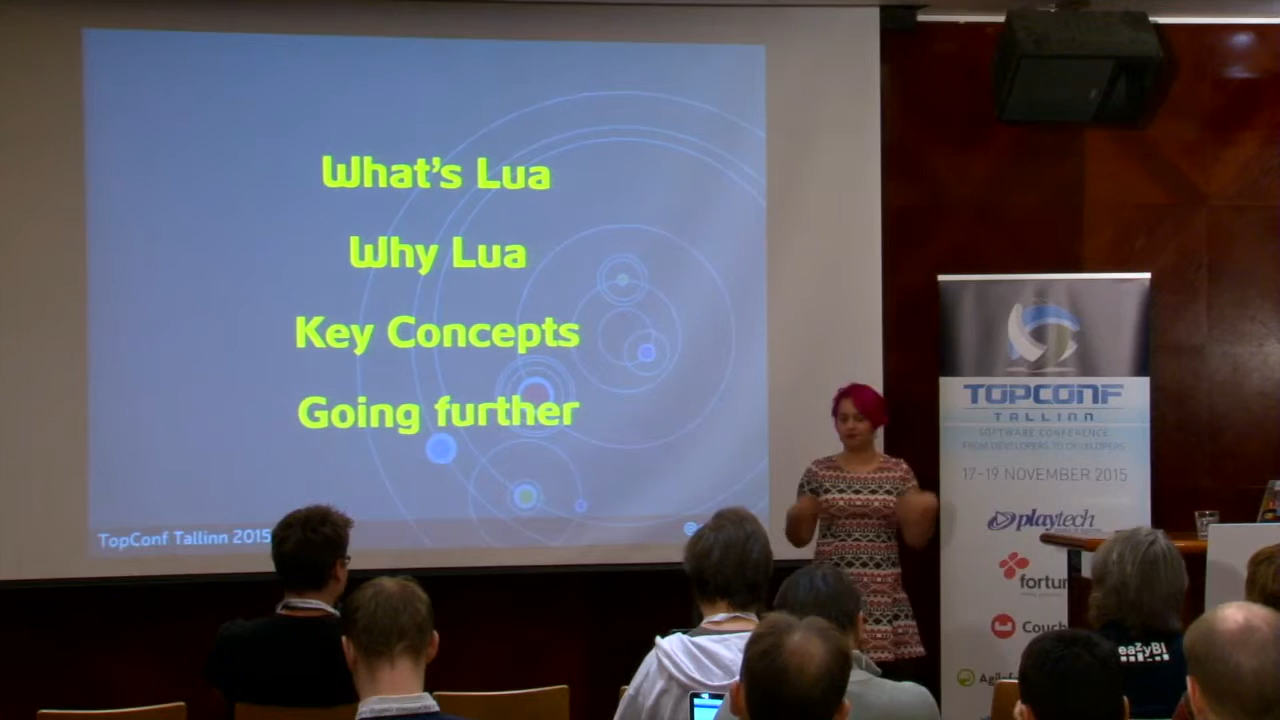 What's Lua
Why Lua
Key Concepts
Going further
TopConf Tallinn 2015
TOPCONF
TALLINN
SOFTWARE CONFERENCE
FROM DEVELOPERS TO DEVELOPERS
17-19 NOVEMBER 2015
playtech
fortu
Couch
eazyBI